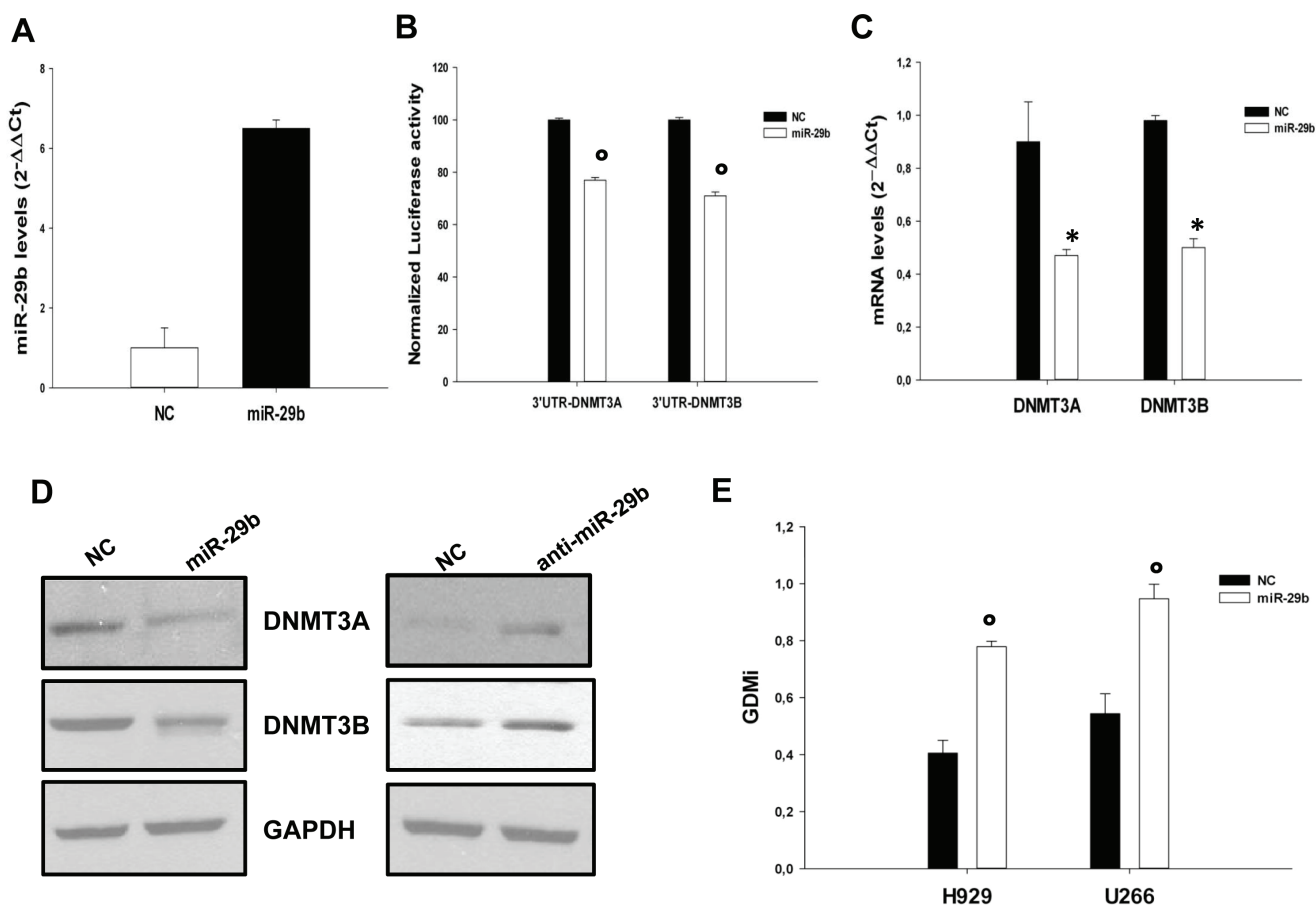 A
miR-29b levels (2-ΔΔCt)
8
6
4
2
0
NC
miR-29b
B
Normalized Luciferase activity
120
100
80
60
40
20
0
3'UTR-DNMT3A
3'UTR-DNMT3B
NC
miR-29b
C
mRNA levels (2–ΔΔCt)
1,2
1,0
0,8
0,6
0,4
0,2
0,0
*
*
DNMT3A
DNMT3B
NC
miR-29b
D
NC
miR-29b
NC
anti-miR-29b
DNMT3A
DNMT3B
GAPDH
E
GDMi
1,2
1,0
0,8
0,6
0,4
0,2
0,0
H929
U266
NC
miR-29b